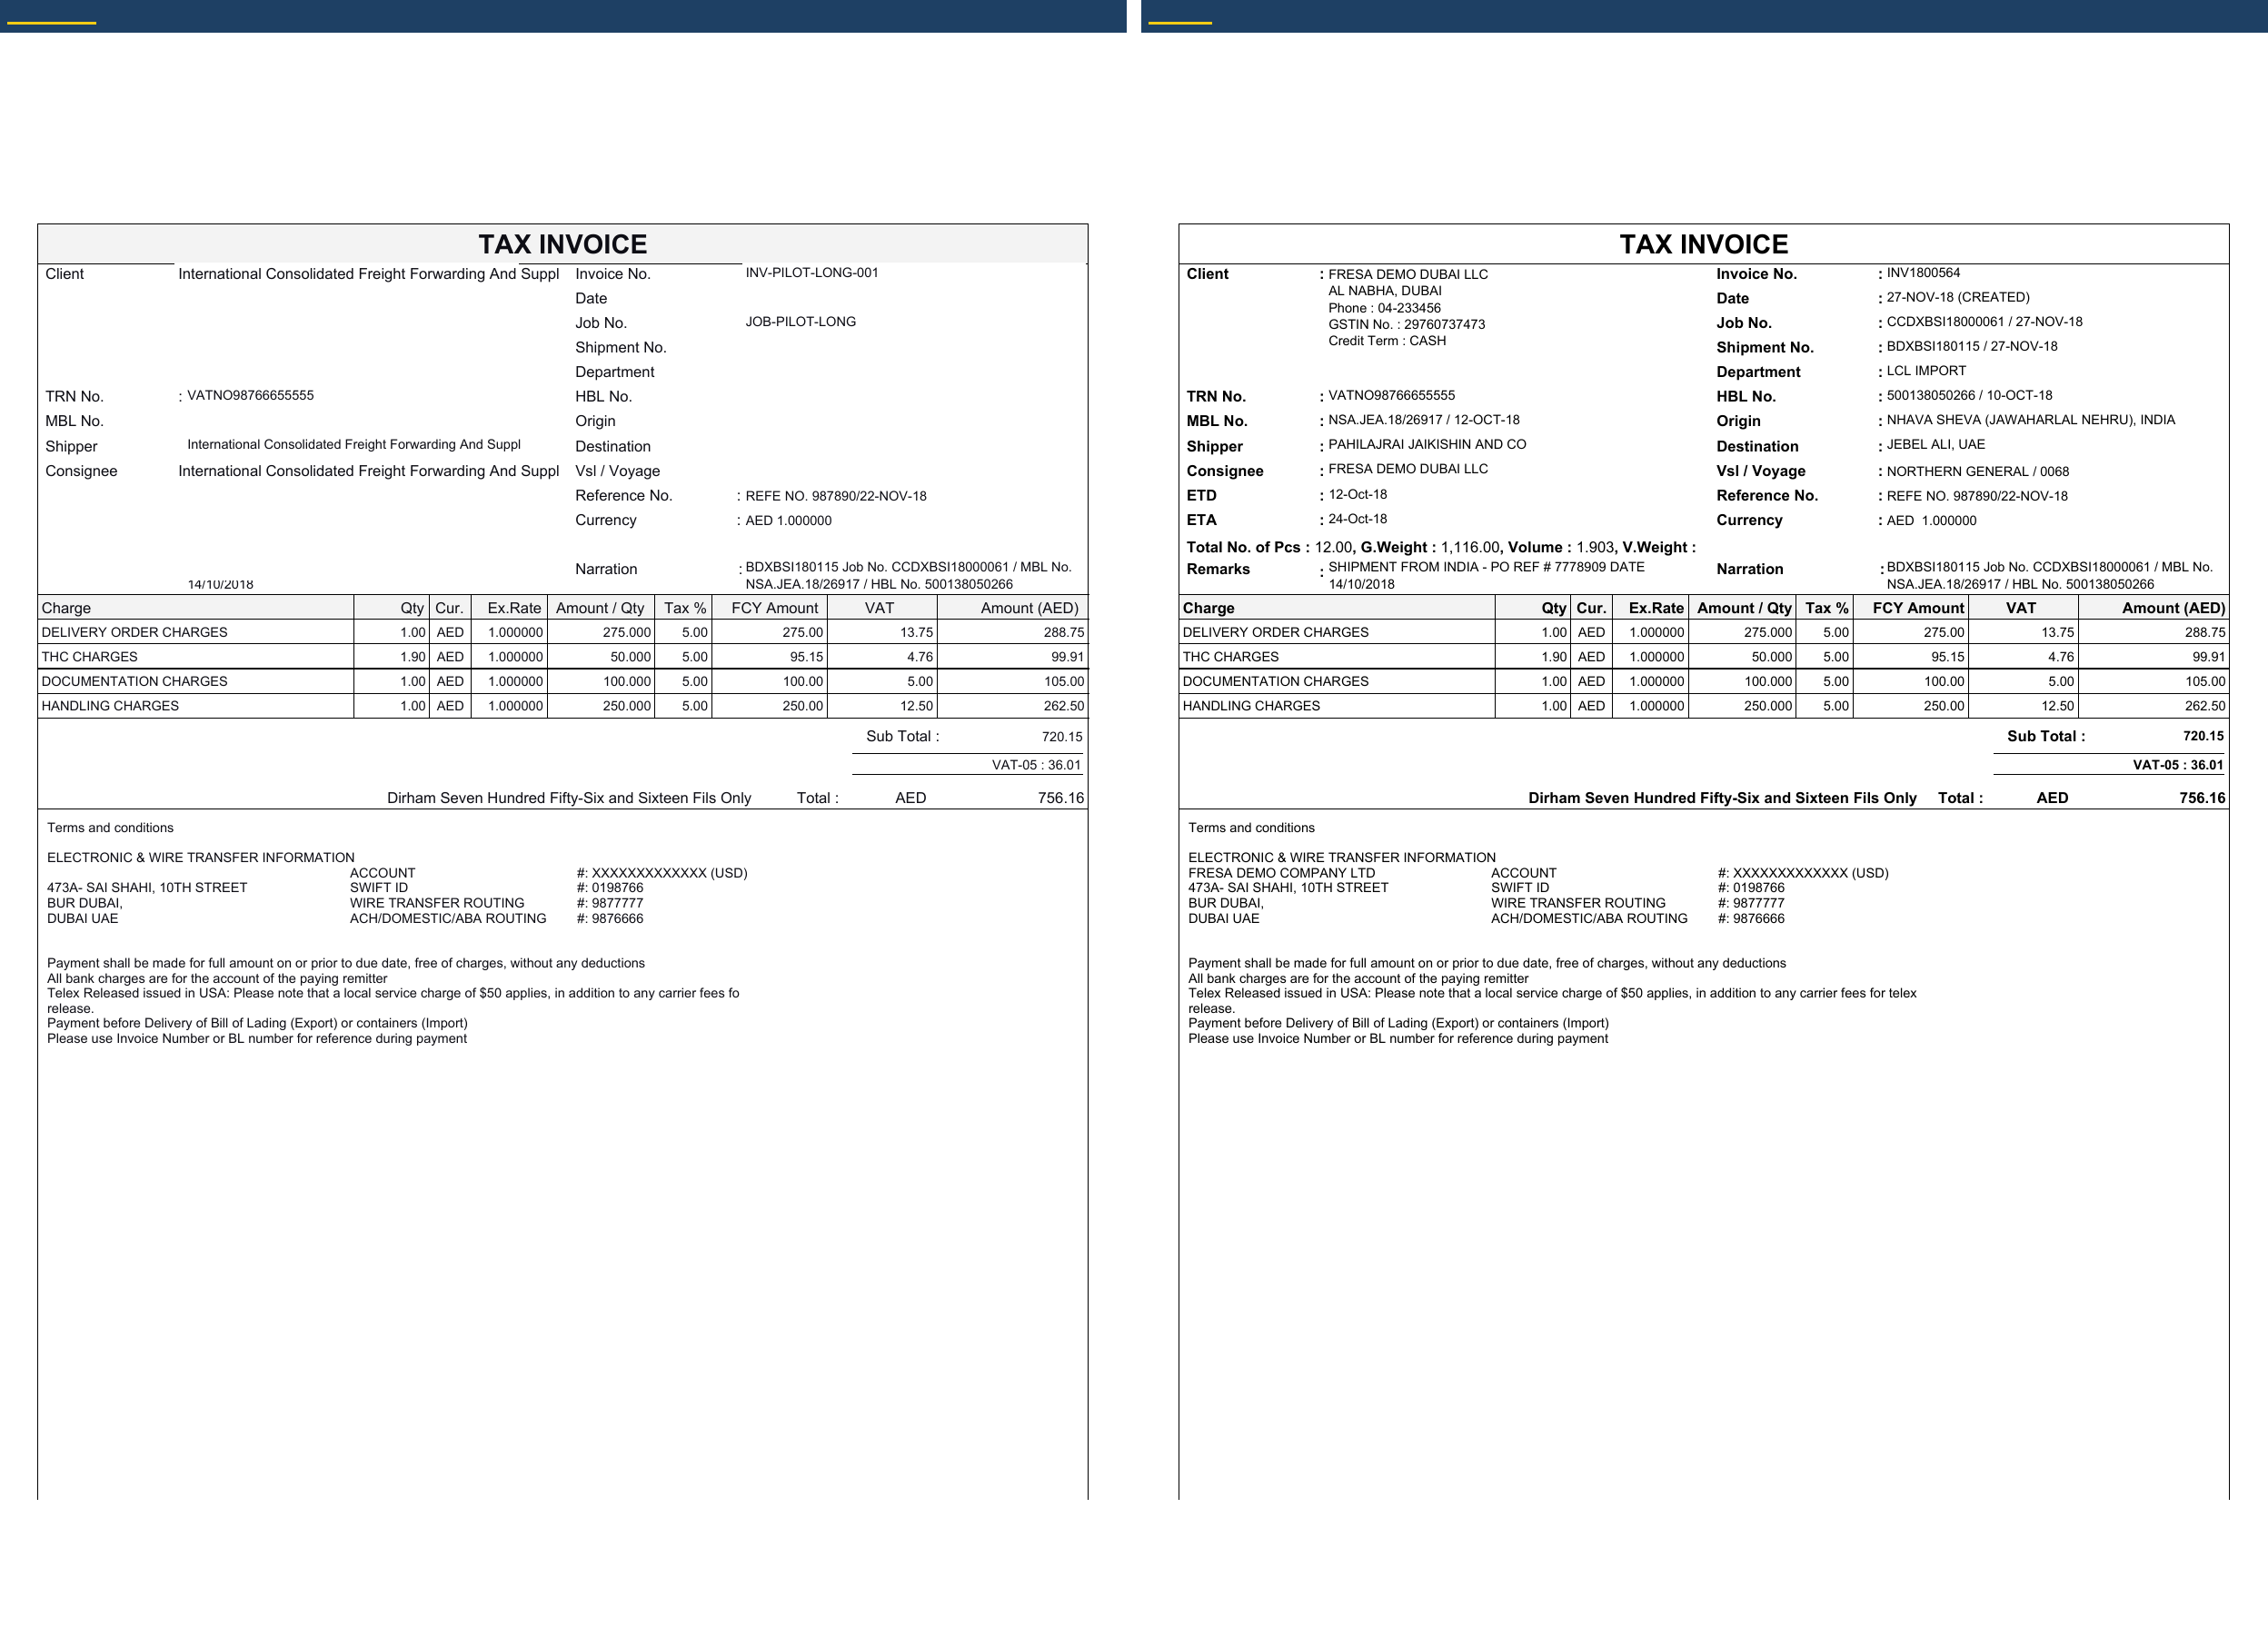 TAX INVOICE
Client International Consolidated Freight Forwarding And Suppl Invoice No. INV-PILOT-LONG-001
Date
Job No. JOB-PILOT-LONG
Shipment No.
Department
TRN No. : VATNO98766655555 HBL No.
MBL No. Origin
Shipper International Consolidated Freight Forwarding And Suppl Destination
Consignee International Consolidated Freight Forwarding And Suppl Vsl / Voyage
Reference No. : REFE NO. 987890/22-NOV-18
Currency : AED 1.000000
Narration : BDXBSI180115 Job No. CCDXBSI18000061 / MBL No.
14/10/2018 NSA.JEA.18/26917 / HBL No. 500138050266
Charge Qty Cur. Ex.Rate Amount / Qty Tax % FCY Amount VAT Amount (AED)
DELIVERY ORDER CHARGES 1.00 AED 1.000000 275.000 5.00 275.00 13.75 288.75
THC CHARGES 1.90 AED 1.000000 50.000 5.00 95.15 4.76 99.91
DOCUMENTATION CHARGES 1.00 AED 1.000000 100.000 5.00 100.00 5.00 105.00
HANDLING CHARGES 1.00 AED 1.000000 250.000 5.00 250.00 12.50 262.50
Sub Total : 720.15
VAT-05 : 36.01
Dirham Seven Hundred Fifty-Six and Sixteen Fils Only Total : AED 756.16
Terms and conditions
ELECTRONIC & WIRE TRANSFER INFORMATION
ACCOUNT #: XXXXXXXXXXXXX (USD)
473A- SAI SHAHI, 10TH STREET SWIFT ID #: 0198766
BUR DUBAI, WIRE TRANSFER ROUTING #: 9877777
DUBAI UAE ACH/DOMESTIC/ABA ROUTING #: 9876666
Payment shall be made for full amount on or prior to due date, free of charges, without any deductions
All bank charges are for the account of the paying remitter
Telex Released issued in USA: Please note that a local service charge of $50 applies, in addition to any carrier fees fo
release.
Payment before Delivery of Bill of Lading (Export) or containers (Import)
Please use Invoice Number or BL number for reference during payment
TAX INVOICE
Client : FRESA DEMO DUBAI LLC Invoice No. : INV1800564
AL NABHA, DUBAI
Date : 27-NOV-18 (CREATED)
Phone : 04-233456
GSTIN No. : 29760737473 Job No. : CCDXBSI18000061 / 27-NOV-18
Credit Term : CASH Shipment No. : BDXBSI180115 / 27-NOV-18
Department : LCL IMPORT
TRN No. : VATNO98766655555 HBL No. : 500138050266 / 10-OCT-18
MBL No. : NSA.JEA.18/26917 / 12-OCT-18 Origin : NHAVA SHEVA (JAWAHARLAL NEHRU), INDIA
Shipper : PAHILAJRAI JAIKISHIN AND CO Destination : JEBEL ALI, UAE
Consignee : FRESA DEMO DUBAI LLC Vsl / Voyage : NORTHERN GENERAL / 0068
ETD : 12-Oct-18 Reference No. : REFE NO. 987890/22-NOV-18
ETA : 24-Oct-18 Currency : AED 1.000000
Total No. of Pcs : 12.00, G.Weight : 1,116.00, Volume : 1.903, V.Weight :
Remarks : SHIPMENT FROM INDIA - PO REF # 7778909 DATE Narration : BDXBSI180115 Job No. CCDXBSI18000061 / MBL No.
14/10/2018 NSA.JEA.18/26917 / HBL No. 500138050266
Charge Qty Cur. Ex.Rate Amount / Qty Tax % FCY Amount VAT Amount (AED)
DELIVERY ORDER CHARGES 1.00 AED 1.000000 275.000 5.00 275.00 13.75 288.75
THC CHARGES 1.90 AED 1.000000 50.000 5.00 95.15 4.76 99.91
DOCUMENTATION CHARGES 1.00 AED 1.000000 100.000 5.00 100.00 5.00 105.00
HANDLING CHARGES 1.00 AED 1.000000 250.000 5.00 250.00 12.50 262.50
Sub Total : 720.15
VAT-05 : 36.01
Dirham Seven Hundred Fifty-Six and Sixteen Fils Only Total : AED 756.16
Terms and conditions
ELECTRONIC & WIRE TRANSFER INFORMATION
FRESA DEMO COMPANY LTD ACCOUNT #: XXXXXXXXXXXXX (USD)
473A- SAI SHAHI, 10TH STREET SWIFT ID #: 0198766
BUR DUBAI, WIRE TRANSFER ROUTING #: 9877777
DUBAI UAE ACH/DOMESTIC/ABA ROUTING #: 9876666
Payment shall be made for full amount on or prior to due date, free of charges, without any deductions
All bank charges are for the account of the paying remitter
Telex Released issued in USA: Please note that a local service charge of $50 applies, in addition to any carrier fees for telex
release.
Payment before Delivery of Bill of Lading (Export) or containers (Import)
Please use Invoice Number or BL number for reference during payment